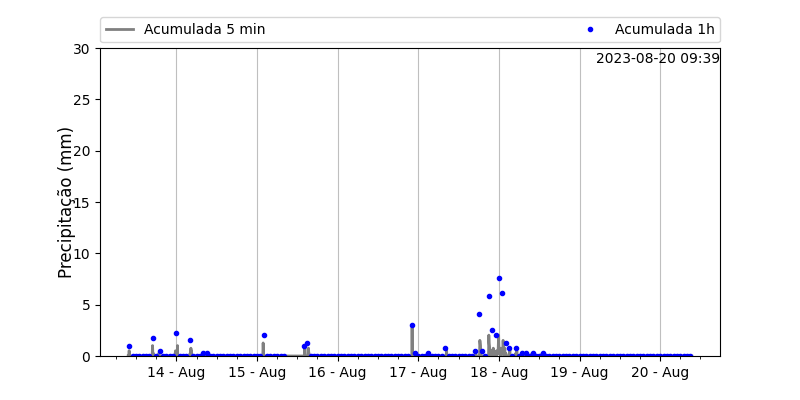 Acumulada 5 min
Acumulada 1h
2023-08-20 09:39
Precipitação (mm)
30
25
20
15
10
5
0
14 - Aug
15 - Aug
16 - Aug
17 - Aug
18 - Aug
19 - Aug
20 - Aug